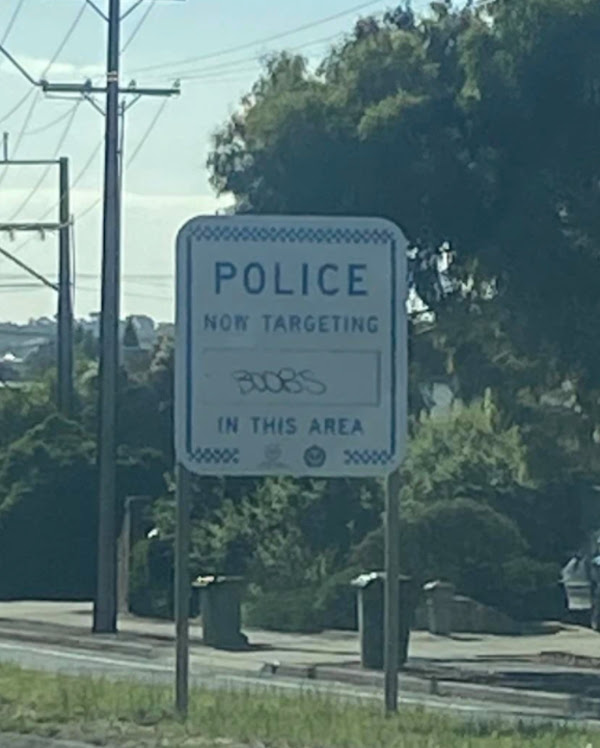 POLICE
NOW TARGETING
BOOBS
IN THIS AREA